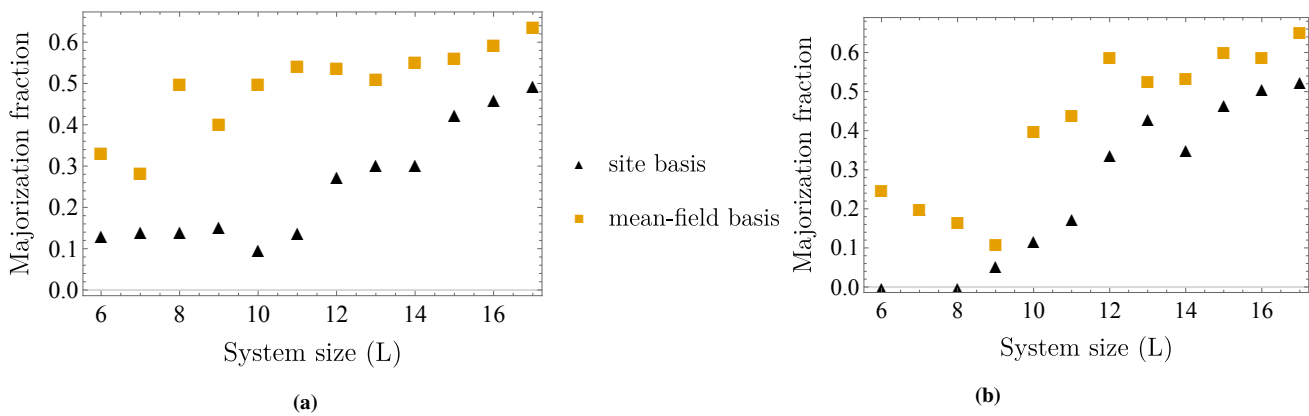 Majorization fraction
0.6
0.5
0.4
0.3
0.2
0.1
0.0
6 8 10 12 14 16
System size (L)
(a)
▲ site basis
■ mean-field basis
Majorization fraction
0.6
0.5
0.4
0.3
0.2
0.1
0.0
6 8 10 12 14 16
System size (L)
(b)